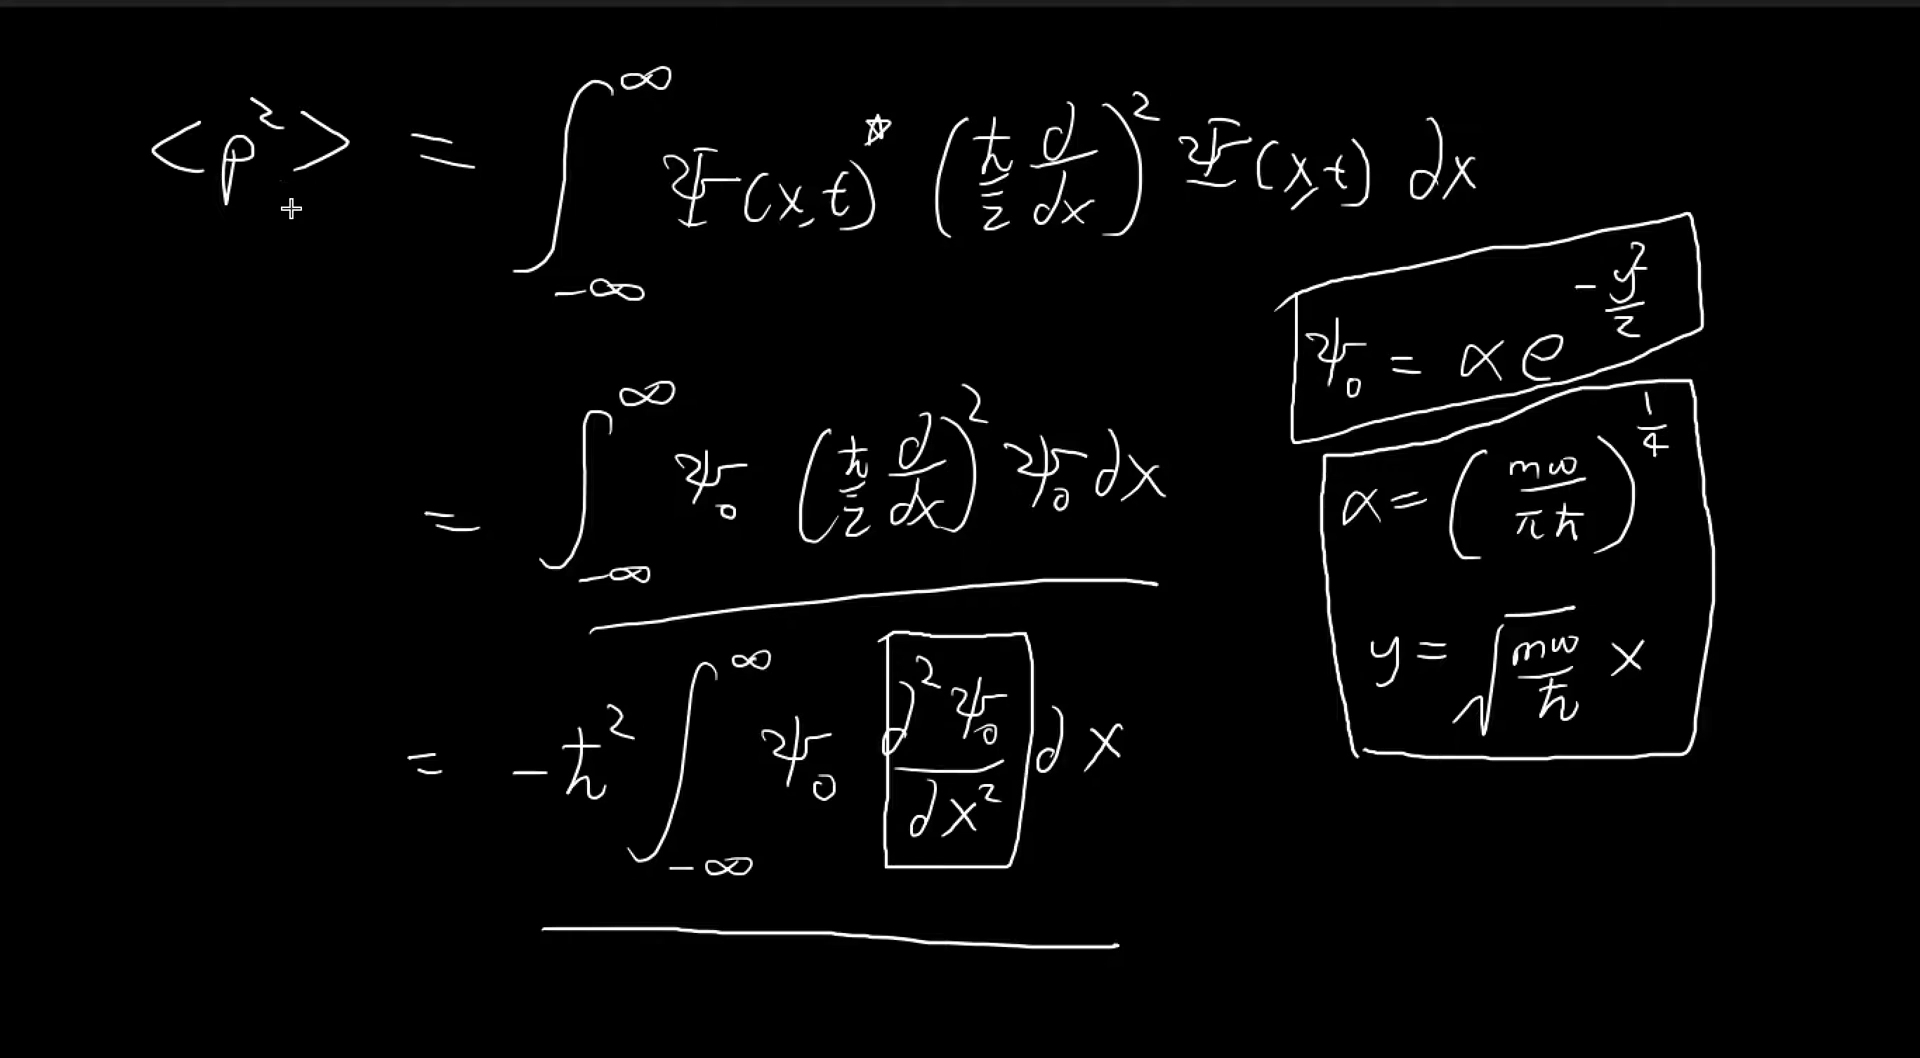 <p²> = ∫_{-∞}^{∞} Ψ(x,t)* (ħ/i d/dx)² Ψ(x,t) dx
ψ₀ = α e^{-y²/2}
= ∫_{-∞}^{∞} ψ₀ (ħ/i d/dx)² ψ₀ dx
α = (mω/πħ)^{1/4}
y = √(mω/ħ) x
= -ħ² ∫_{-∞}^{∞} ψ₀ d²ψ₀/dx² dx